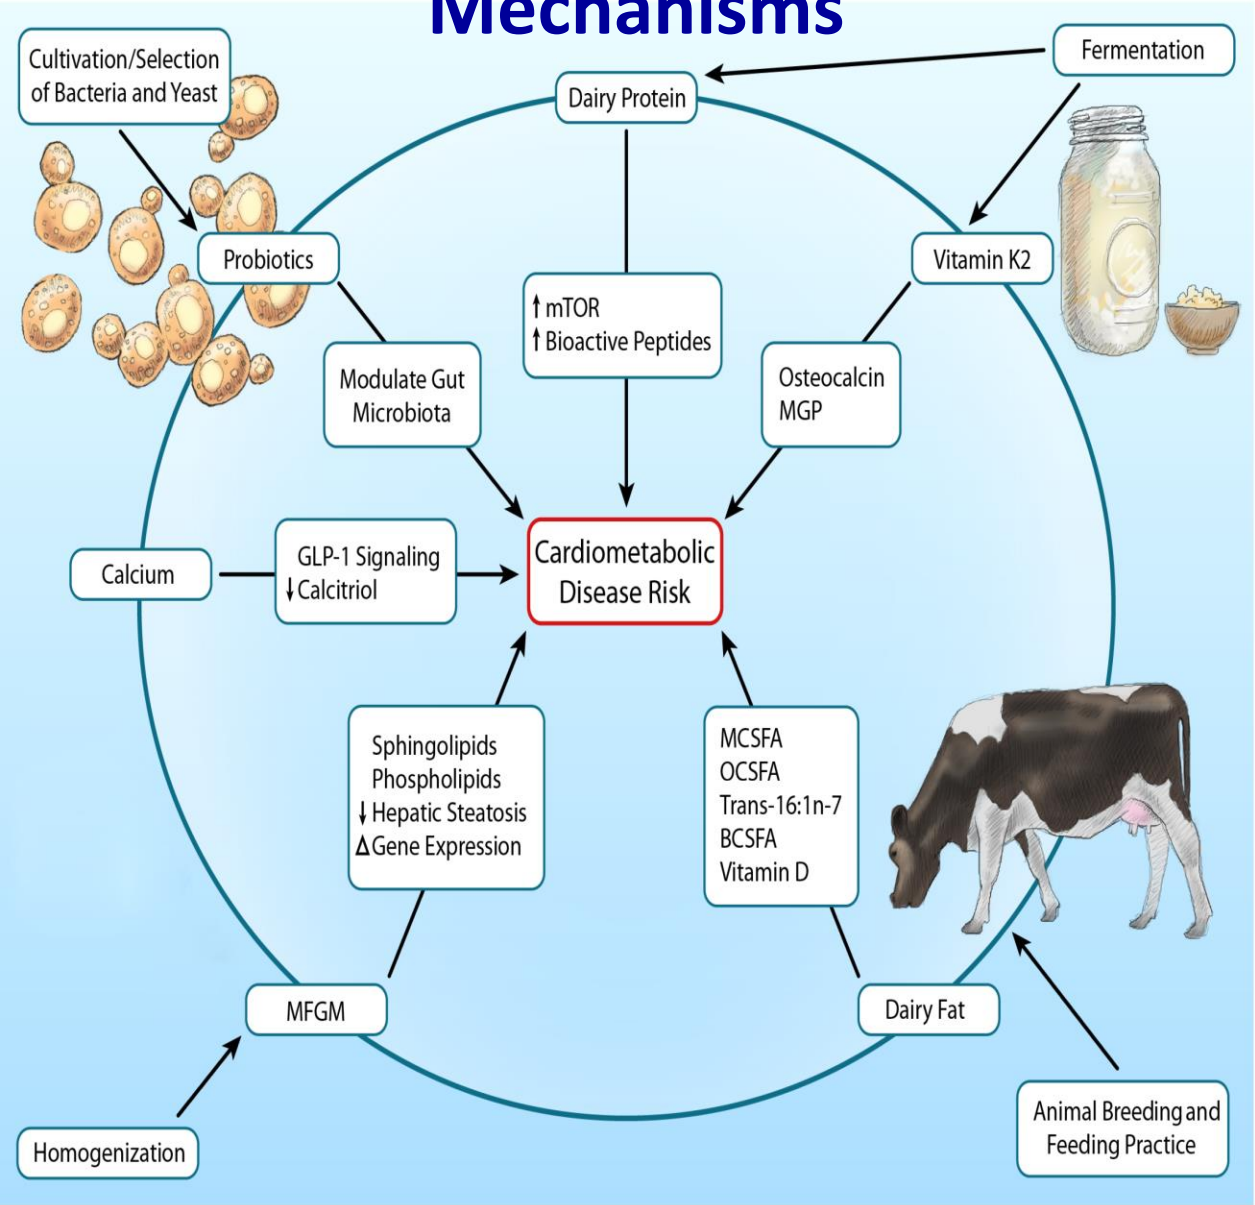 Mechanisms
Cultivation/Selection
of Bacteria and Yeast
Fermentation
Dairy Protein
Probiotics
Vitamin K2
↑ mTOR
↑ Bioactive Peptides
Modulate Gut
Microbiota
Osteocalcin
MGP
Calcium
GLP-1 Signaling
↓ Calcitriol
Cardiometabolic
Disease Risk
Sphingolipids
Phospholipids
↓ Hepatic Steatosis
Δ Gene Expression
MCSFA
OCSFA
Trans-16:1n-7
BCSFA
Vitamin D
MFGM
Dairy Fat
Homogenization
Animal Breeding and
Feeding Practice